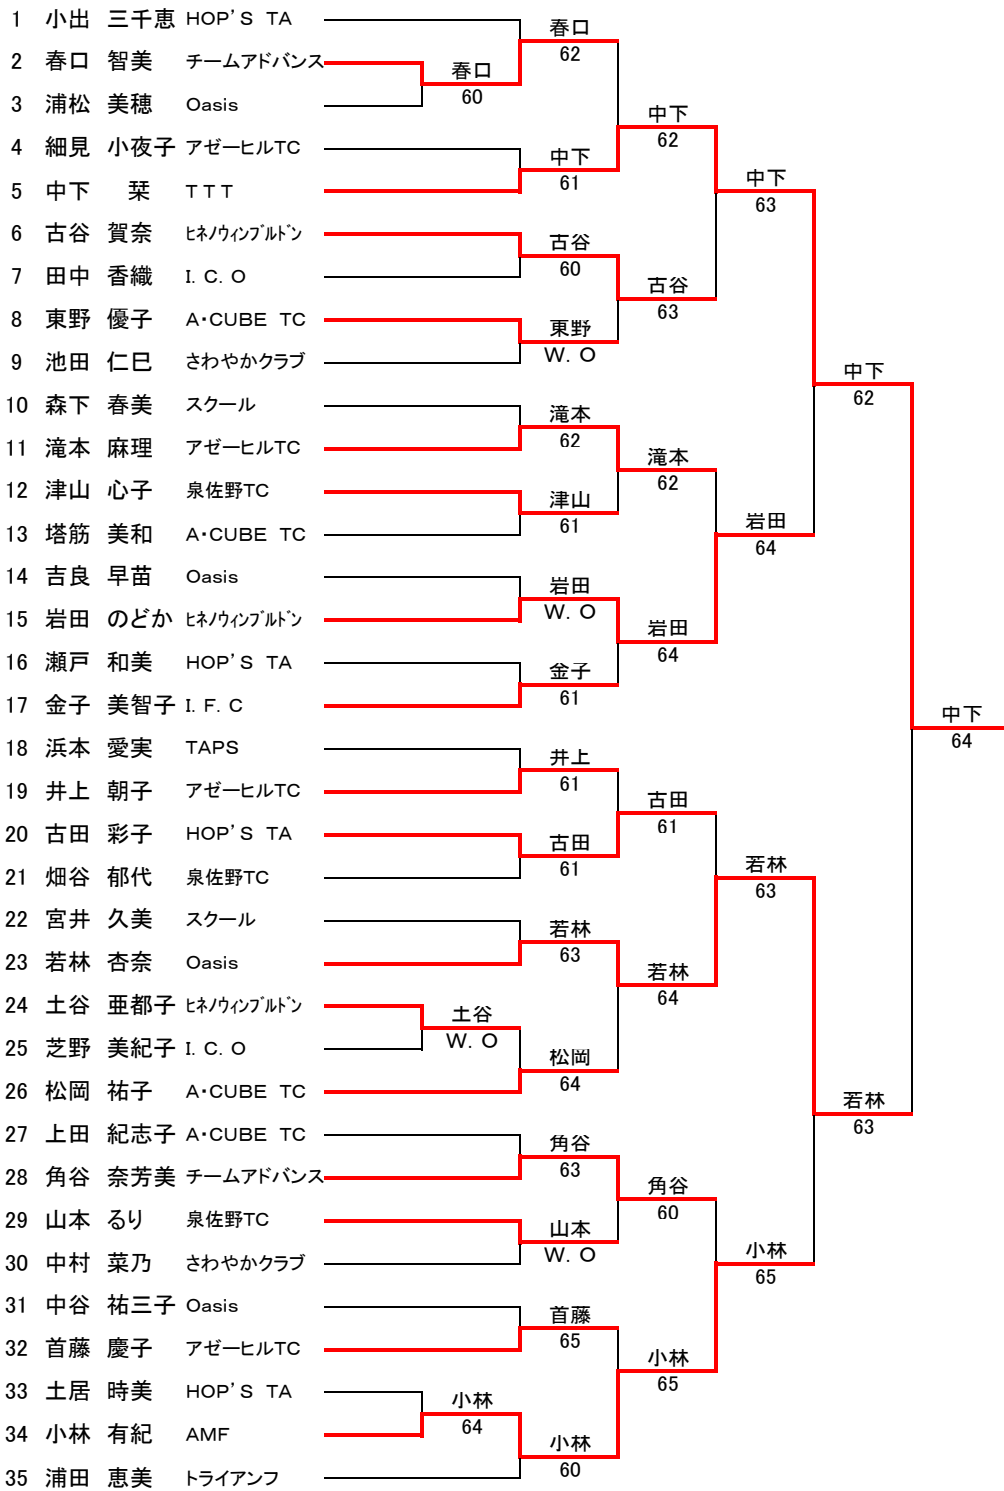 1 小出 三千恵 HOP'S TA
2 春口 智美 チームアドバンス
3 浦松 美穂 Oasis
4 細見 小夜子 アゼーヒルTC
5 中下 栞 TTT
6 古谷 賀奈 ヒネノウィンブルドン
7 田中 香織 I.C.O
8 東野 優子 A・CUBE TC
9 池田 仁巳 さわやかクラブ
10 森下 春美 スクール
11 滝本 麻理 アゼーヒルTC
12 津山 心子 泉佐野TC
13 塔筋 美和 A・CUBE TC
14 吉良 早苗 Oasis
15 岩田 のどか ヒネノウィンブルドン
16 瀬戸 和美 HOP'S TA
17 金子 美智子 I.F.C
18 浜本 愛実 TAPS
19 井上 朝子 アゼーヒルTC
20 古田 彩子 HOP'S TA
21 畑谷 郁代 泉佐野TC
22 宮井 久美 スクール
23 若林 杏奈 Oasis
24 土谷 亜都子 ヒネノウィンブルドン
25 芝野 美紀子 I.C.O
26 松岡 祐子 A・CUBE TC
27 上田 紀志子 A・CUBE TC
28 角谷 奈芳美 チームアドバンス
29 山本 るり 泉佐野TC
30 中村 菜乃 さわやかクラブ
31 中谷 祐三子 Oasis
32 首藤 慶子 アゼーヒルTC
33 土居 時美 HOP'S TA
34 小林 有紀 AMF
35 浦田 恵美 トライアンフ
春口
60
土谷
W.O
小林
64
春口
62
中下
61
古谷
60
東野
W.O
滝本
62
津山
61
岩田
W.O
金子
61
井上
61
古田
61
若林
63
松岡
64
角谷
63
山本
W.O
首藤
65
小林
60
中下
62
古谷
63
滝本
62
岩田
64
古田
61
若林
64
角谷
60
小林
65
中下
63
岩田
64
若林
63
小林
65
中下
62
若林
63
中下
64